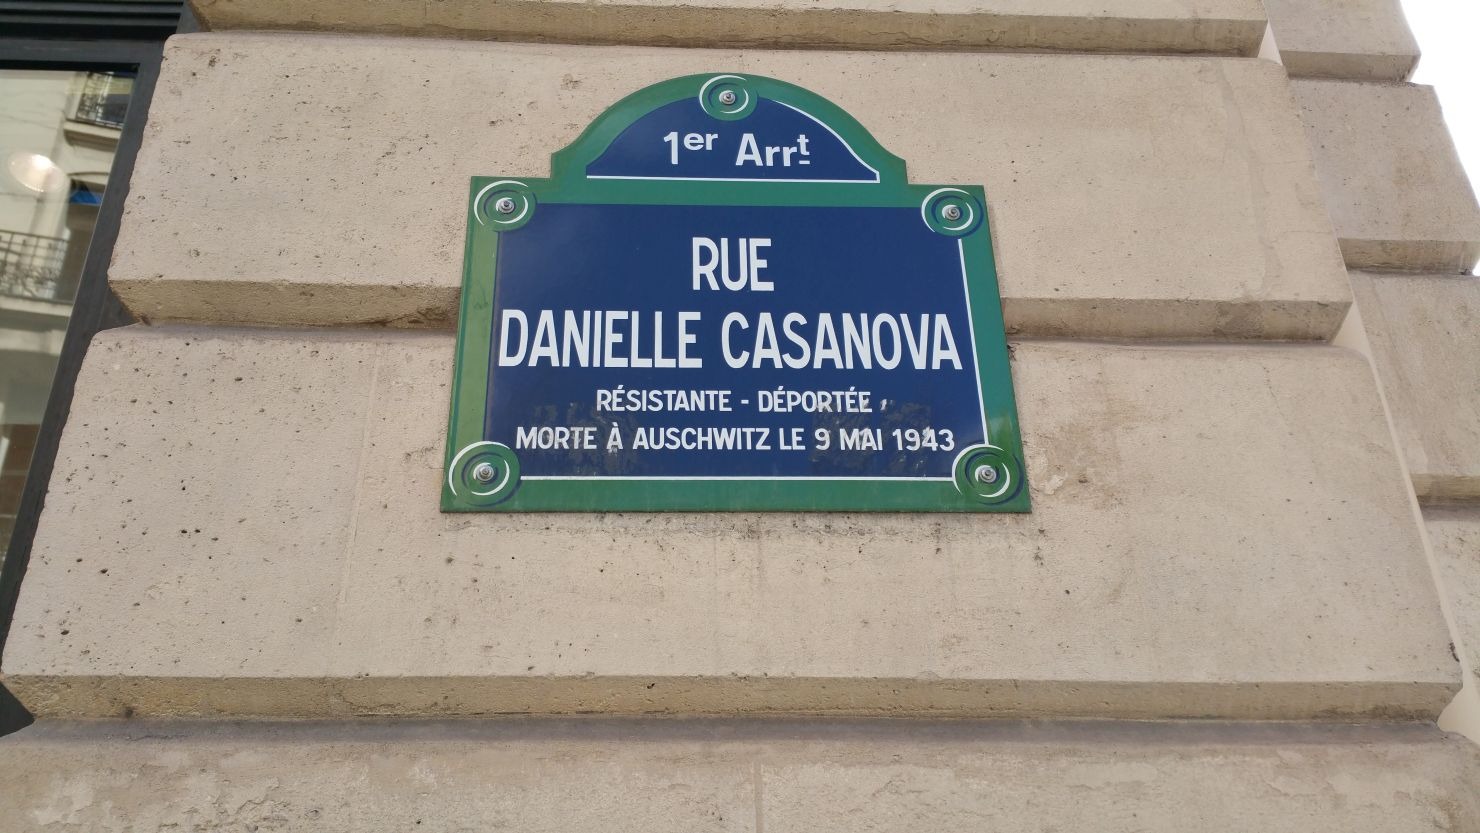 1er Arrt
RUE
DANIELLE CASANOVA
RÉSISTANTE - DÉPORTÉE
MORTE À AUSCHWITZ LE 9 MAI 1943